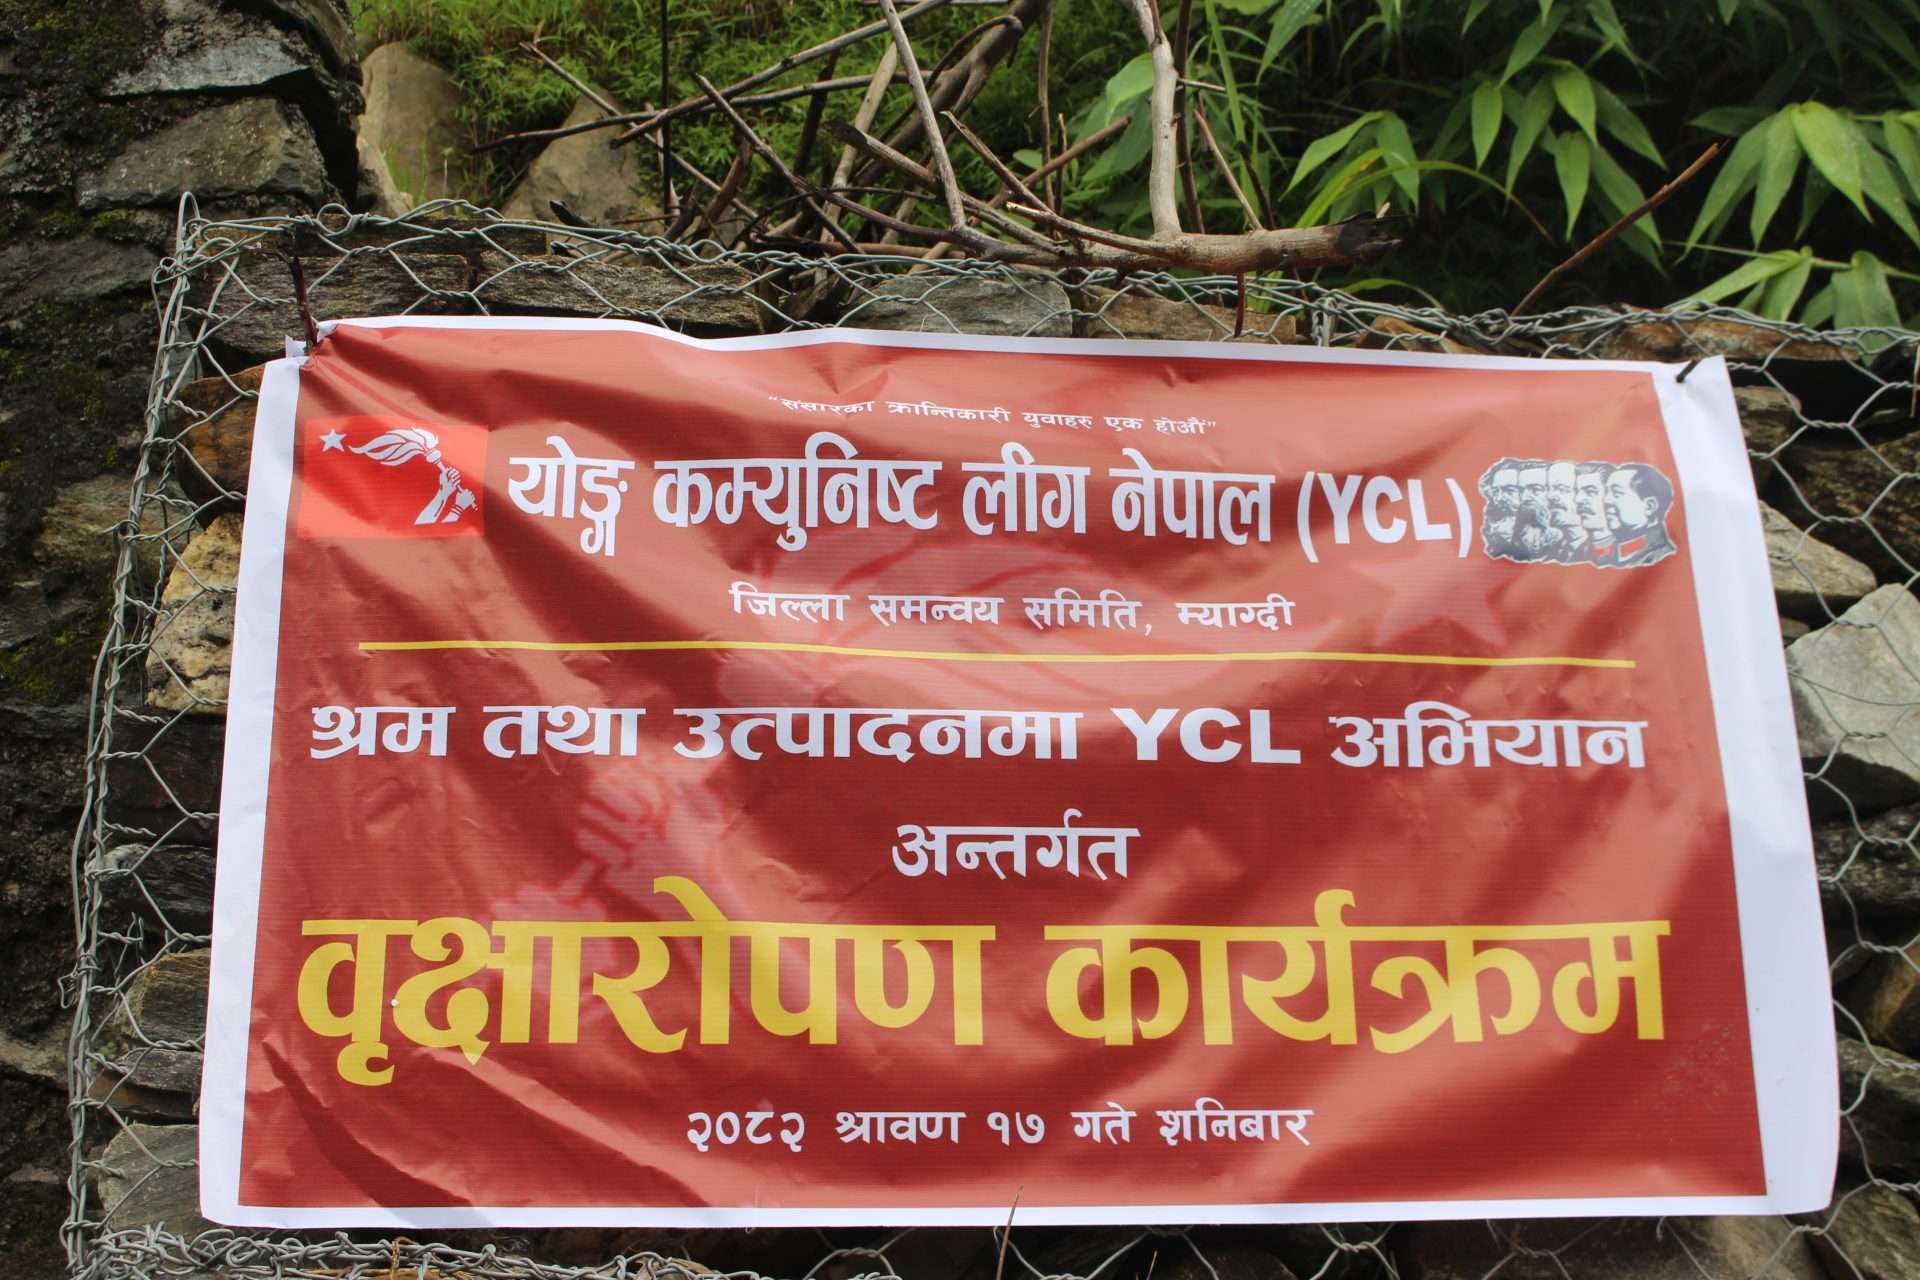 “संसारका क्रान्तिकारी युवाहरु एक होऔं”
योङ्ग कम्युनिष्ट लीग नेपाल (YCL)
जिल्ला समन्वय समिति, म्याग्दी
श्रम तथा उत्पादनमा YCL अभियान
अन्तर्गत
वृक्षारोपण कार्यक्रम
२०८२ श्रावण १७ गते शनिबार